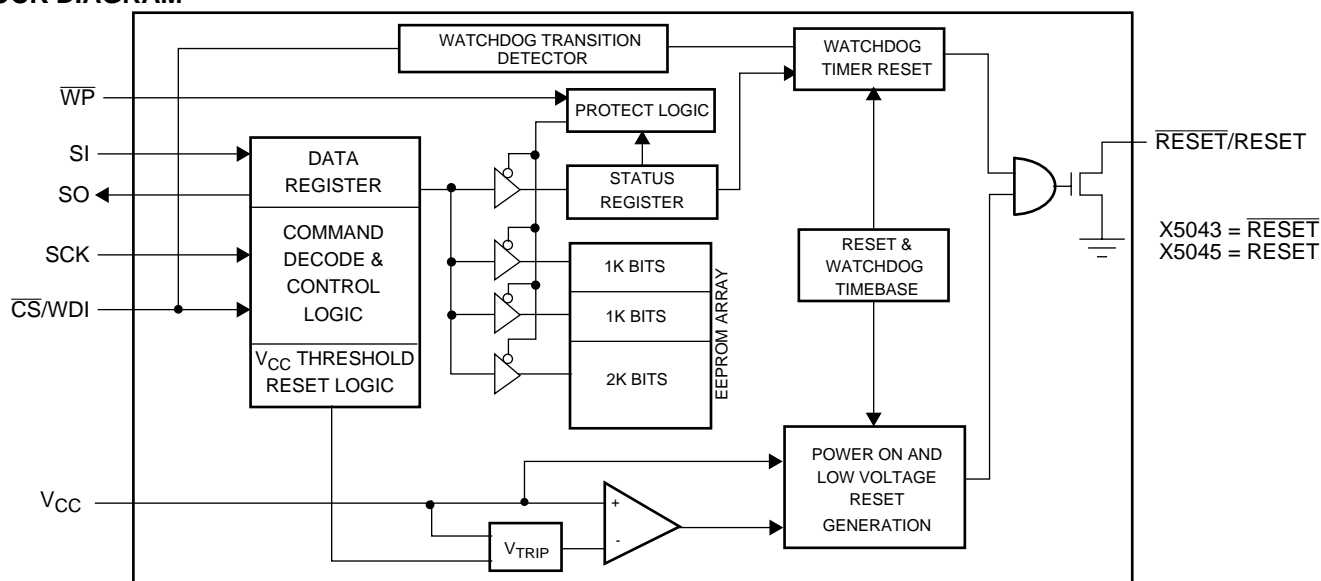 WATCHDOG TRANSITION
DETECTOR
WATCHDOG
TIMER RESET
WP
PROTECT LOGIC
RESET/RESET
SI
DATA
REGISTER
SO
STATUS
REGISTER
X5043 = RESET
X5045 = RESET
SCK
COMMAND
DECODE &
CONTROL
LOGIC
1K BITS
RESET &
WATCHDOG
TIMEBASE
CS/WDI
1K BITS
EEPROM ARRAY
VCC THRESHOLD
RESET LOGIC
2K BITS
POWER ON AND
LOW VOLTAGE
RESET
GENERATION
VCC
+
-
VTRIP